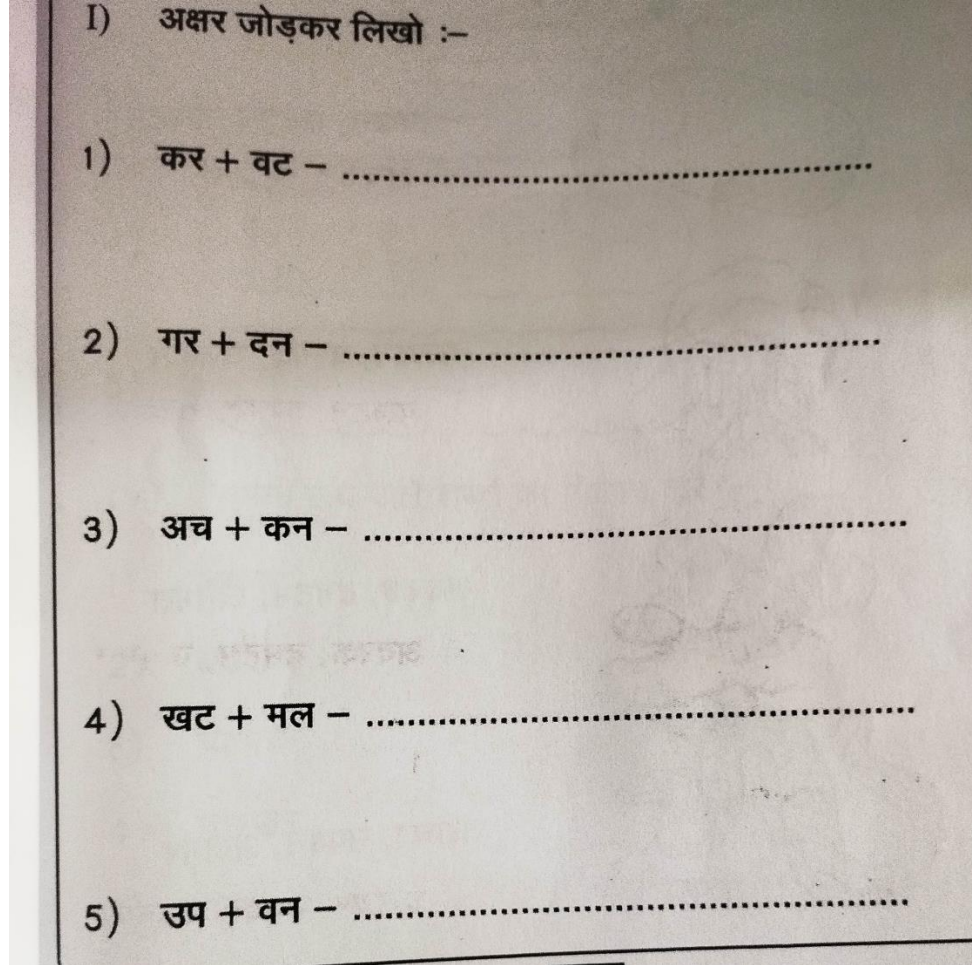 I) अक्षर जोड़कर लिखो :–
1) कर + वट – ..................................................
2) गर + दन – ..................................................
3) अच + कन – ..................................................
4) खट + मल – ..................................................
5) उप + वन – ..................................................